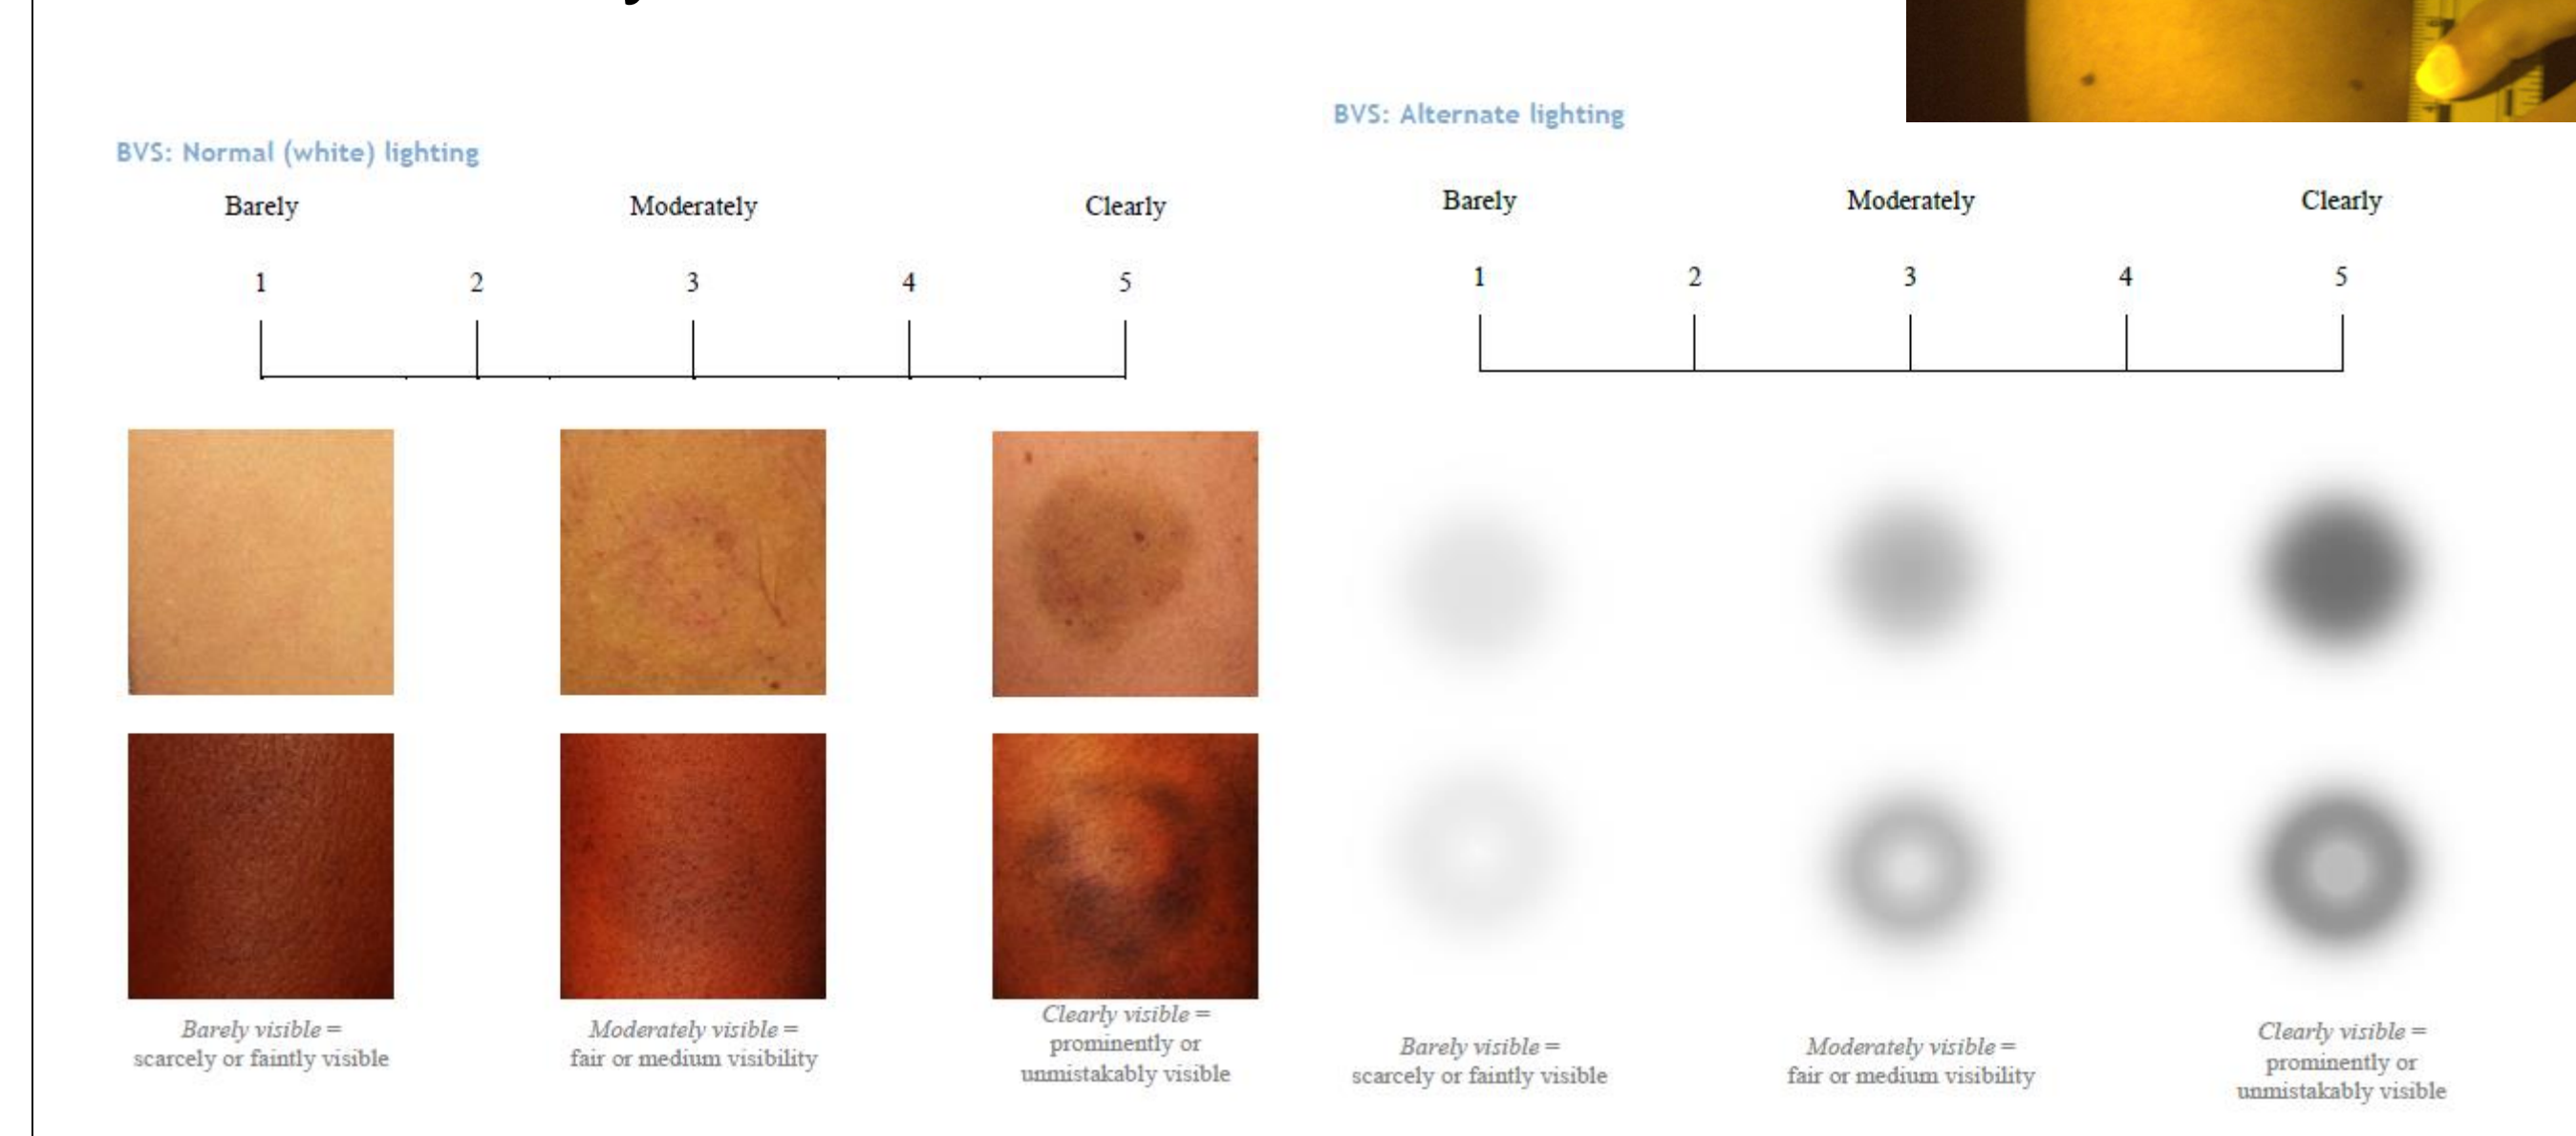 BVS: Normal (white) lighting
Barely Moderately Clearly
1 2 3 4 5
Barely visible =
scarcely or faintly visible
Moderately visible =
fair or medium visibility
Clearly visible =
prominently or
unmistakably visible
BVS: Alternate lighting
Barely Moderately Clearly
1 2 3 4 5
Barely visible =
scarcely or faintly visible
Moderately visible =
fair or medium visibility
Clearly visible =
prominently or
unmistakably visible